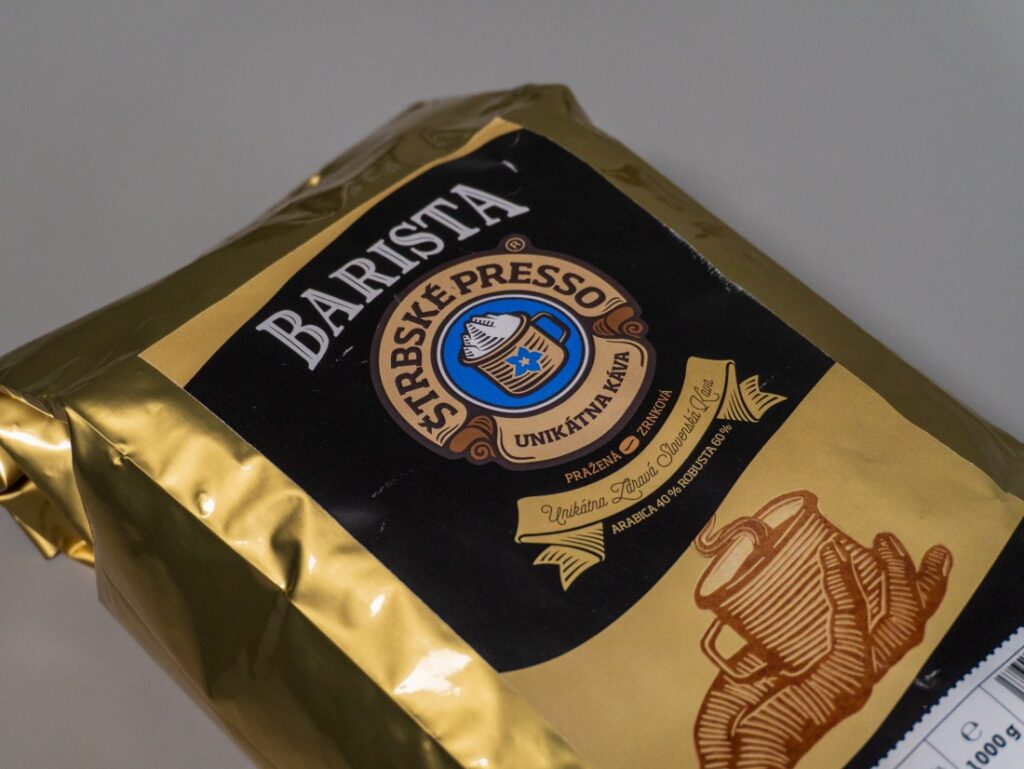 BARISTA
®
ŠTRBSKÉ PRESSO
UNIKÁTNA KÁVA
PRAŽENÁ ZRNKOVÁ
Unikátna Zdravá Slovenská Káva
ARABICA 40% ROBUSTA 60%
℮
1000 g